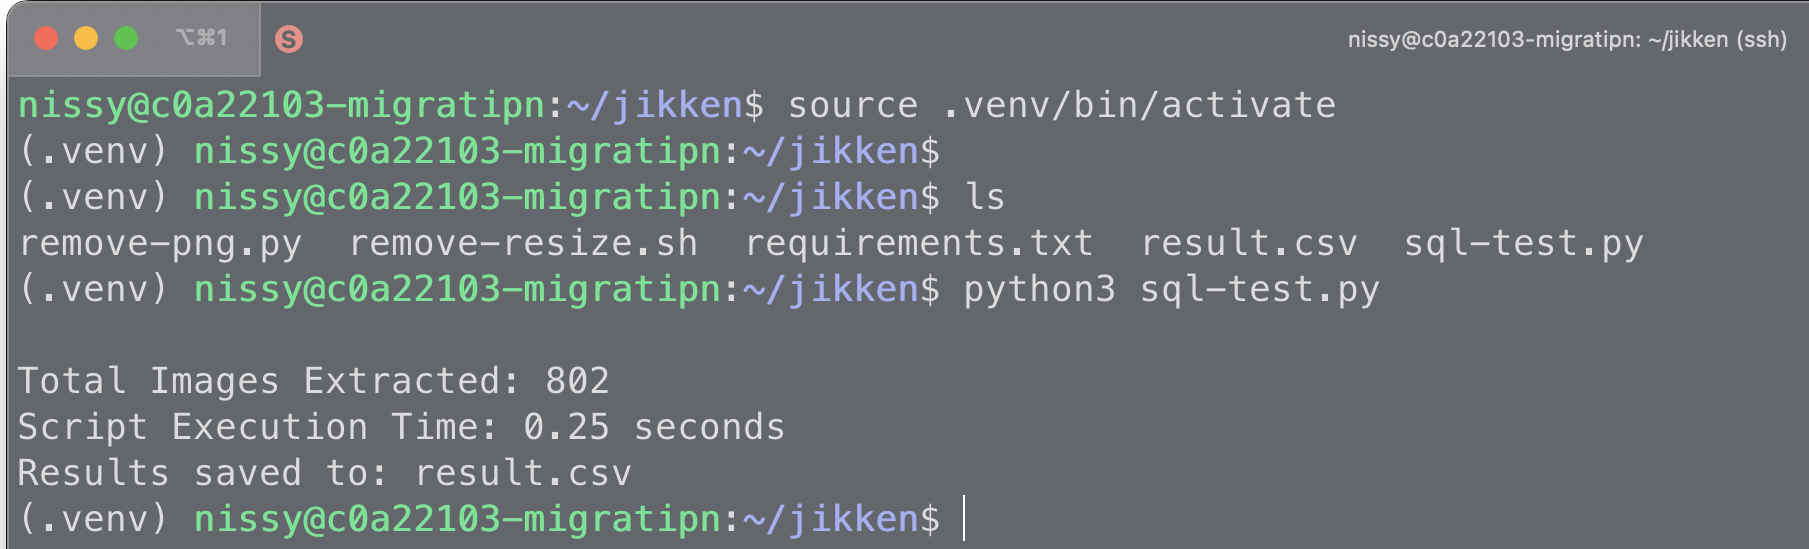 ⌥⌘1
S
nissy@c0a22103-migratipn: ~/jikken (ssh)
nissy@c0a22103-migratipn:~/jikken$ source .venv/bin/activate
(.venv) nissy@c0a22103-migratipn:~/jikken$
(.venv) nissy@c0a22103-migratipn:~/jikken$ ls
remove-png.py  remove-resize.sh  requirements.txt  result.csv  sql-test.py
(.venv) nissy@c0a22103-migratipn:~/jikken$ python3 sql-test.py
Total Images Extracted: 802
Script Execution Time: 0.25 seconds
Results saved to: result.csv
(.venv) nissy@c0a22103-migratipn:~/jikken$